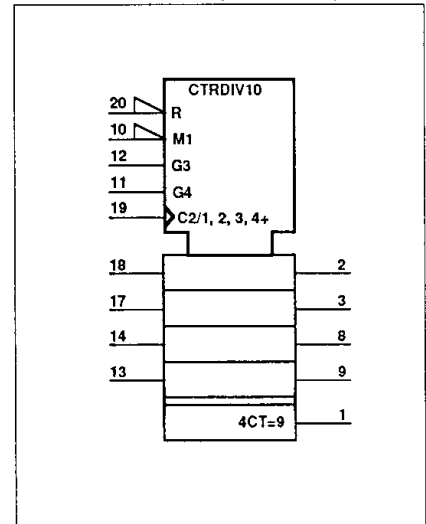 CTRDIV10
20 R
10 M1
12 G3
11 G4
19 C2/1, 2, 3, 4+
18 2
17 3
14 8
13 9
4CT=9 1